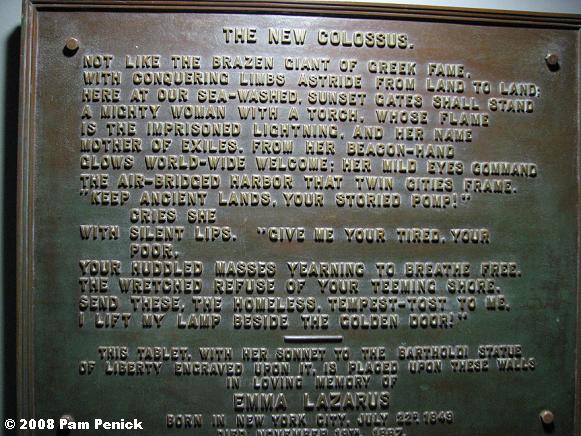 THE NEW COLOSSUS.
NOT LIKE THE BRAZEN GIANT OF GREEK FAME,
WITH CONQUERING LIMBS ASTRIDE FROM LAND TO LAND;
HERE AT OUR SEA-WASHED, SUNSET GATES SHALL STAND
A MIGHTY WOMAN WITH A TORCH, WHOSE FLAME
IS THE IMPRISONED LIGHTNING, AND HER NAME
MOTHER OF EXILES. FROM HER BEACON-HAND
GLOWS WORLD-WIDE WELCOME; HER MILD EYES COMMAND
THE AIR-BRIDGED HARBOR THAT TWIN CITIES FRAME.
"KEEP ANCIENT LANDS, YOUR STORIED POMP!"
CRIES SHE
WITH SILENT LIPS. "GIVE ME YOUR TIRED, YOUR
POOR,
YOUR HUDDLED MASSES YEARNING TO BREATHE FREE,
THE WRETCHED REFUSE OF YOUR TEEMING SHORE.
SEND THESE, THE HOMELESS, TEMPEST-TOST TO ME,
I LIFT MY LAMP BESIDE THE GOLDEN DOOR!"
THIS TABLET, WITH HER SONNET TO THE BARTHOLDI STATUE
OF LIBERTY ENGRAVED UPON IT, IS PLACED UPON THESE WALLS
IN LOVING MEMORY OF
EMMA LAZARUS
BORN IN NEW YORK CITY, JULY 22D, 1849
DIED NOVEMBER 19TH, 1887.
© 2008 Pam Penick